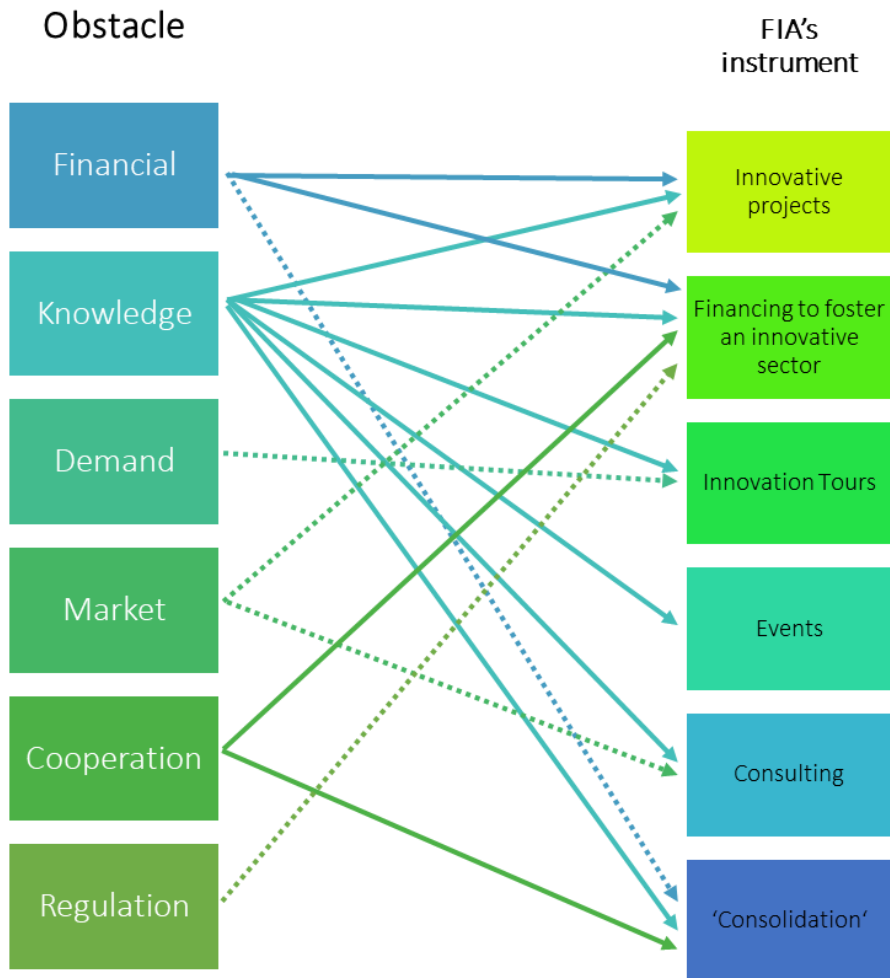 Obstacle
FIA’s
instrument
Financial
Knowledge
Demand
Market
Cooperation
Regulation
Innovative
projects
Financing to foster
an innovative
sector
Innovation Tours
Events
Consulting
‘Consolidation‘